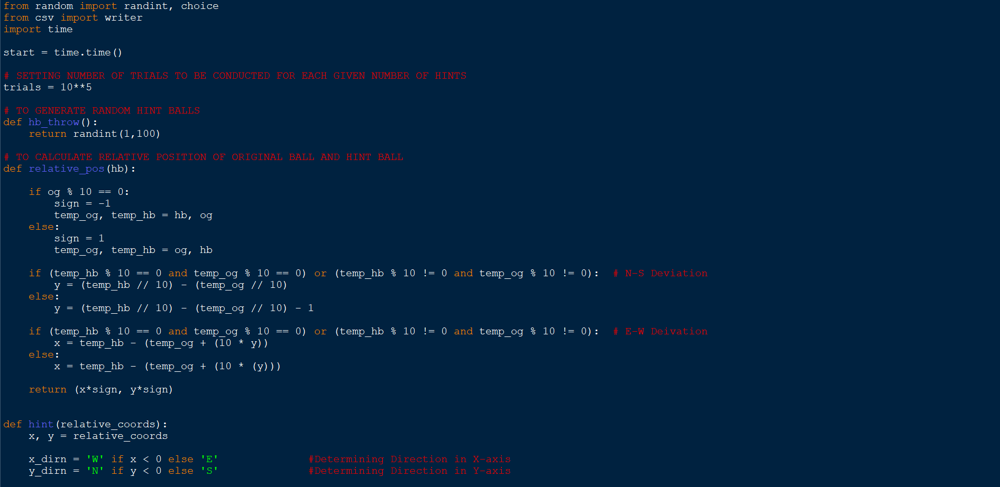 from random import randint, choice
from csv import writer
import time

start = time.time()

# SETTING NUMBER OF TRIALS TO BE CONDUCTED FOR EACH GIVEN NUMBER OF HINTS
trials = 10**5

# TO GENERATE RANDOM HINT BALLS
def hb_throw():
    return randint(1,100)

# TO CALCULATE RELATIVE POSITION OF ORIGINAL BALL AND HINT BALL
def relative_pos(hb):

    if og % 10 == 0:
        sign = -1
        temp_og, temp_hb = hb, og
    else:
        sign = 1
        temp_og, temp_hb = og, hb

    if (temp_hb % 10 == 0 and temp_og % 10 == 0) or (temp_hb % 10 != 0 and temp_og % 10 != 0):  # N-S Deviation
        y = (temp_hb // 10) - (temp_og // 10)
    else:
        y = (temp_hb // 10) - (temp_og // 10) - 1

    if (temp_hb % 10 == 0 and temp_og % 10 == 0) or (temp_hb % 10 != 0 and temp_og % 10 != 0):  # E-W Deivation
        x = temp_hb - (temp_og + (10 * y))
    else:
        x = temp_hb - (temp_og + (10 * (y)))

    return (x*sign, y*sign)


def hint(relative_coords):
    x, y = relative_coords

    x_dirn = 'W' if x < 0 else 'E'              #Determining Direction in X-axis
    y_dirn = 'N' if y < 0 else 'S'              #Determining Direction in Y-axis